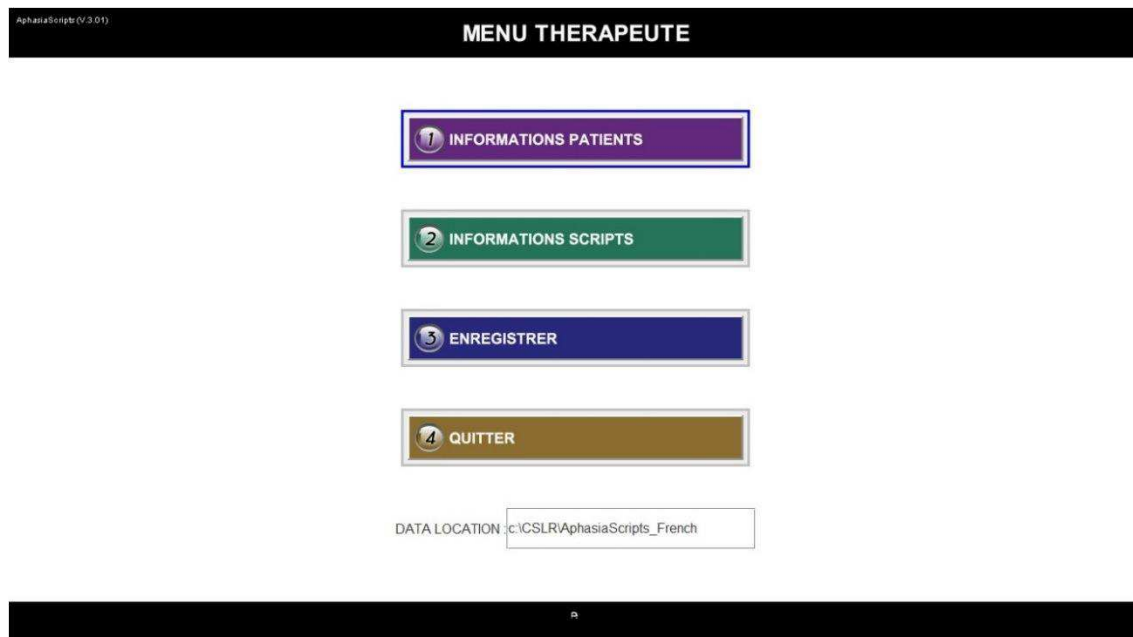 AphasiaScripts (V.3.01)
MENU THERAPEUTE
1 INFORMATIONS PATIENTS
2 INFORMATIONS SCRIPTS
3 ENREGISTRER
4 QUITTER
DATA LOCATION : c:\CSLR\AphasiaScripts_French